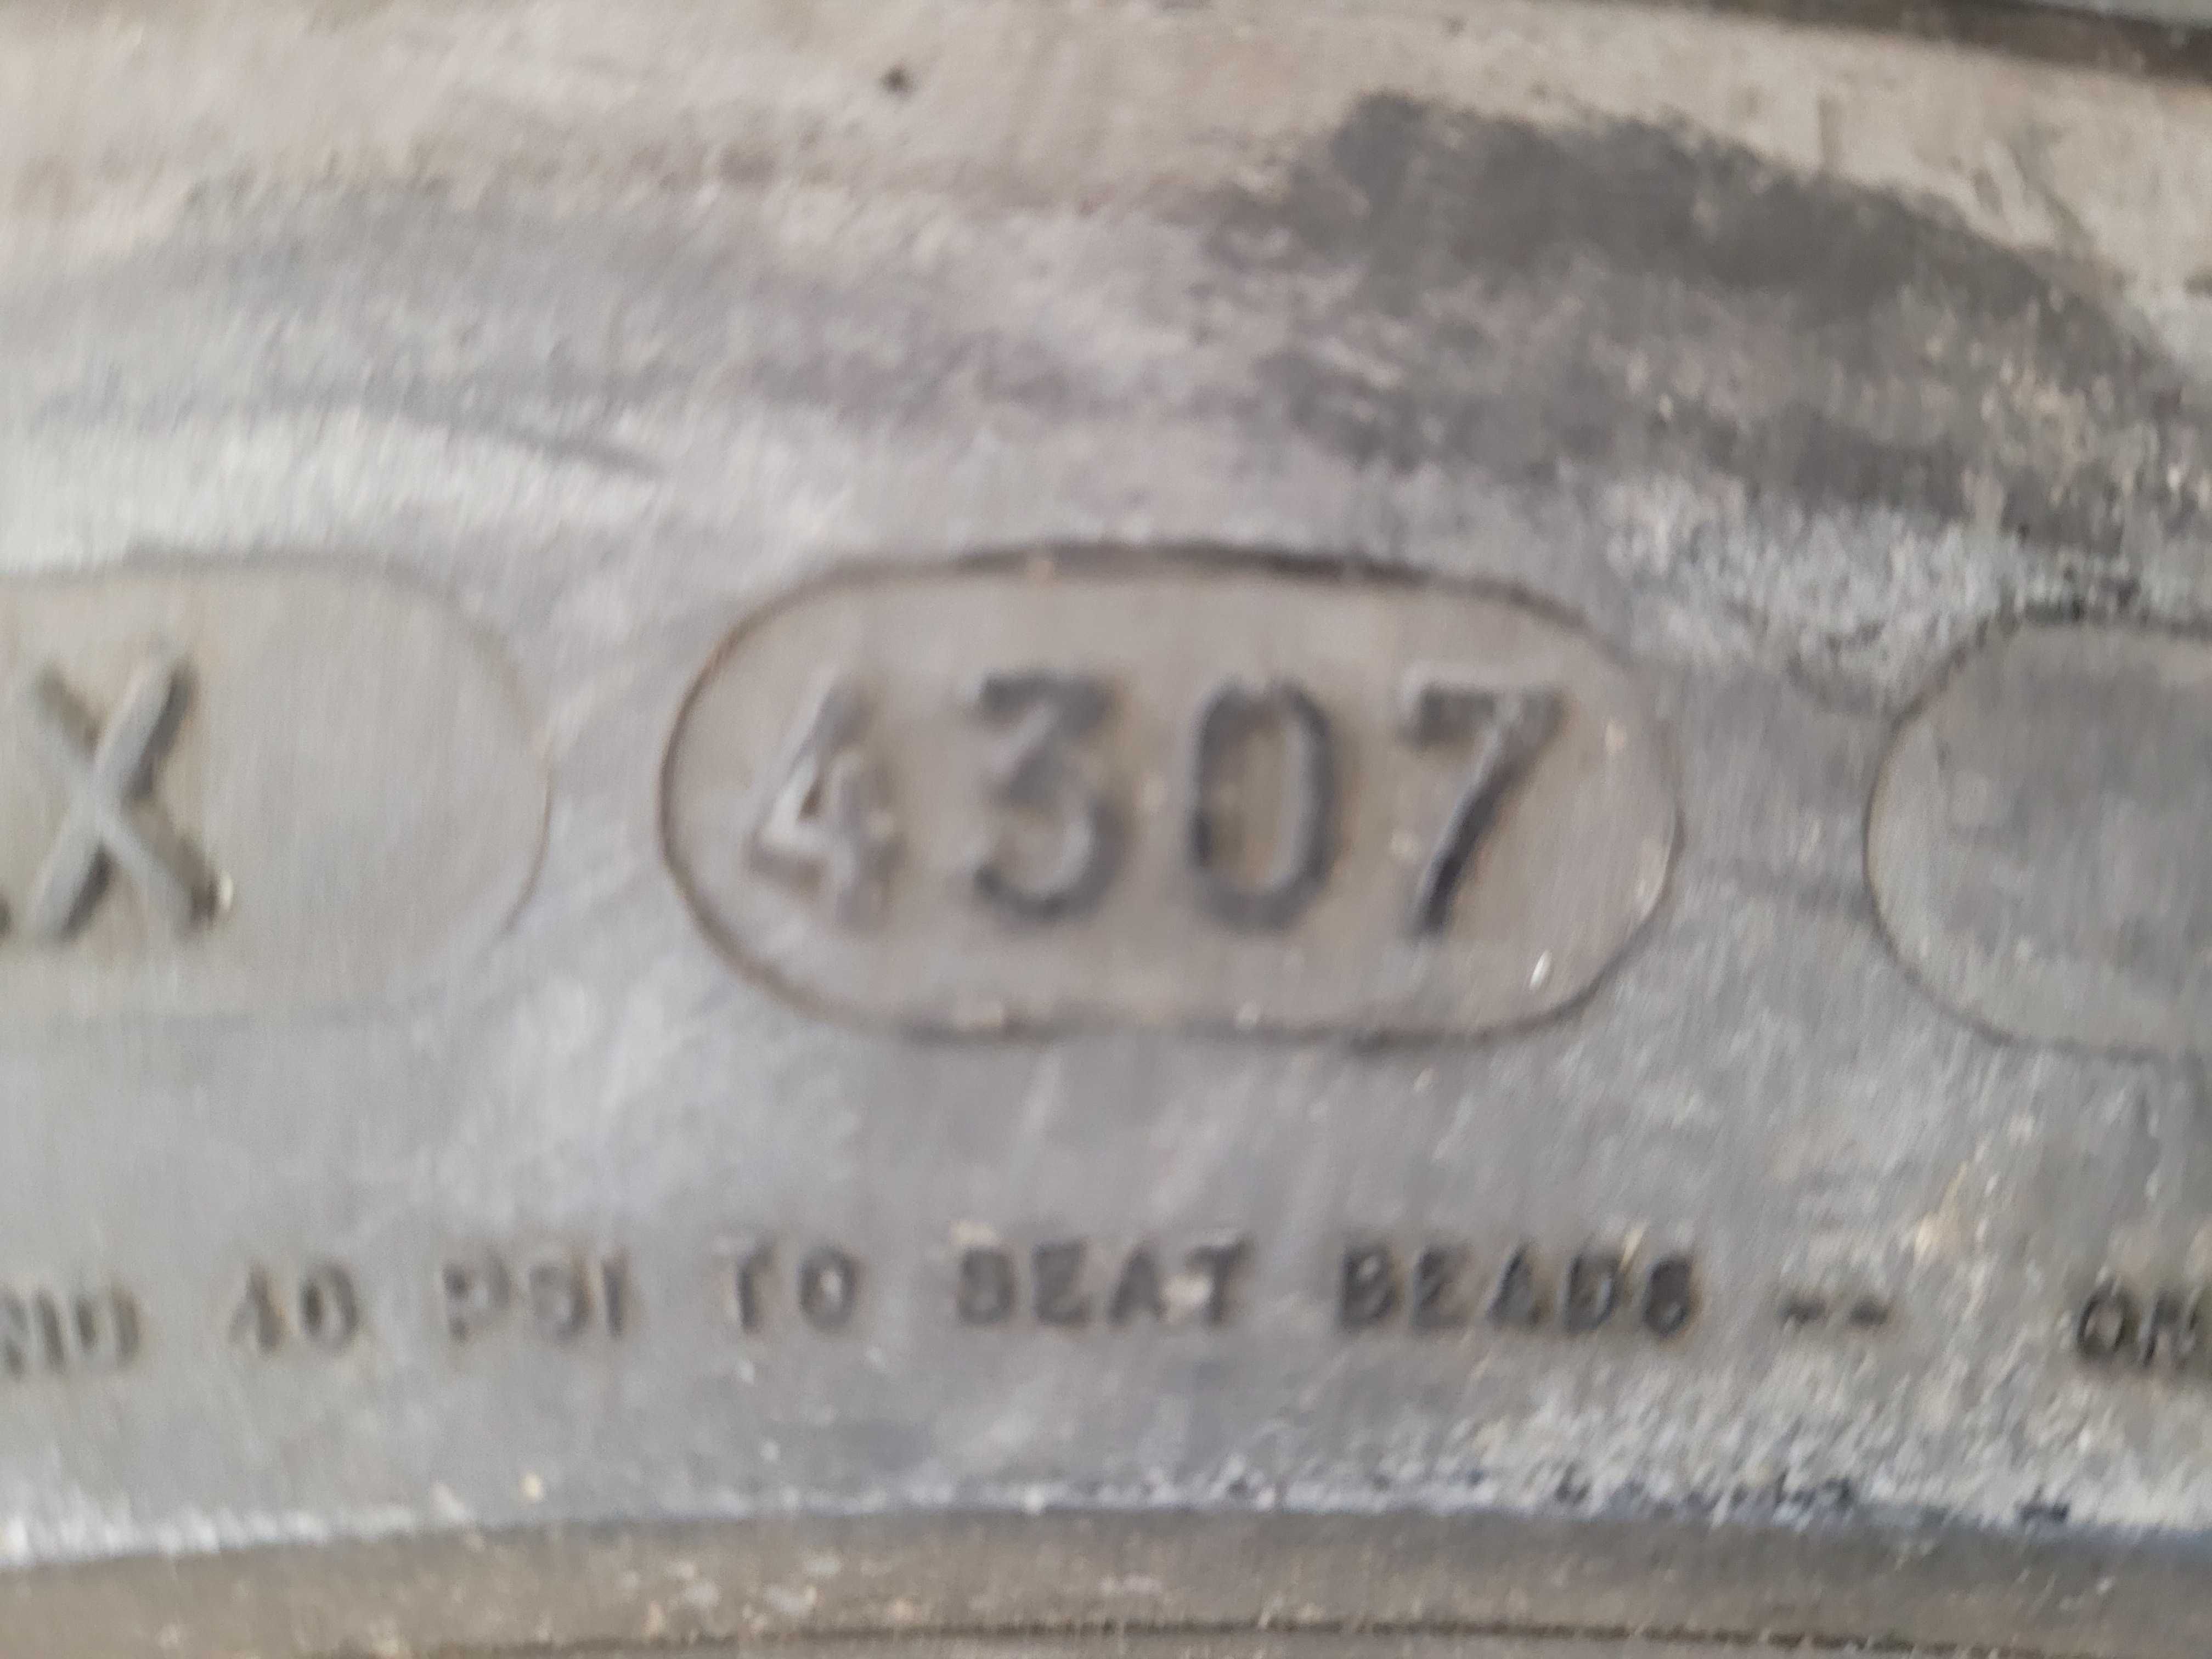 X 4307
40 PSI TO SEAT BEADS --